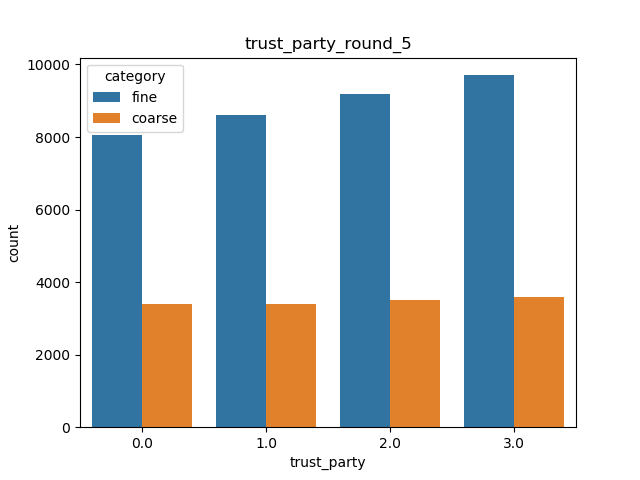 trust_party_round_5
10000
8000
6000
4000
2000
0
count
category
fine
coarse
0.0 1.0 2.0 3.0
trust_party